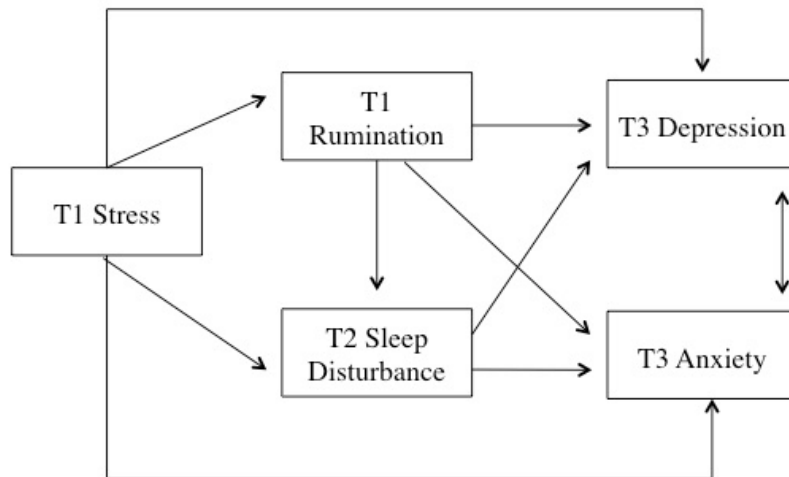 T1
Rumination
T3 Depression
T1 Stress
T2 Sleep
Disturbance
T3 Anxiety